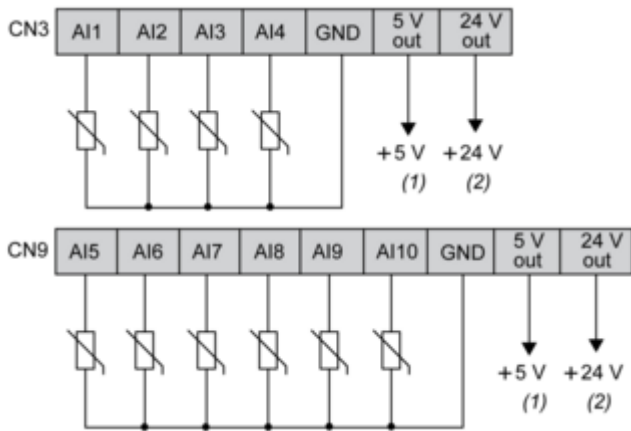 CN3 AI1 AI2 AI3 AI4 GND 5 V out 24 V out
+5 V +24 V
(1) (2)
CN9 AI5 AI6 AI7 AI8 AI9 AI10 GND 5 V out 24 V out
+5 V +24 V
(1) (2)